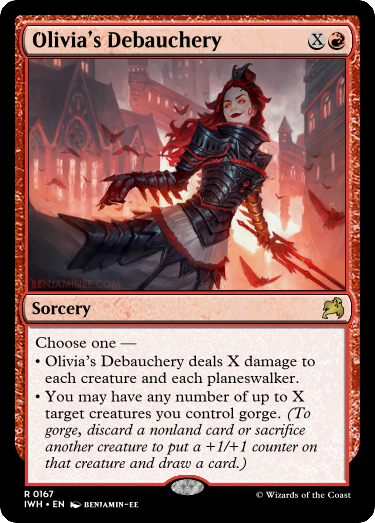 Olivia's Debauchery X
BENJAMINEE.COM
Sorcery
Choose one —
• Olivia's Debauchery deals X damage to
each creature and each planeswalker.
• You may have any number of up to X
target creatures you control gorge. (To
gorge, discard a nonland card or sacrifice
another creature to put a +1/+1 counter on
that creature and draw a card.)
R 0167
IWH • EN BENJAMIN-EE © Wizards of the Coast